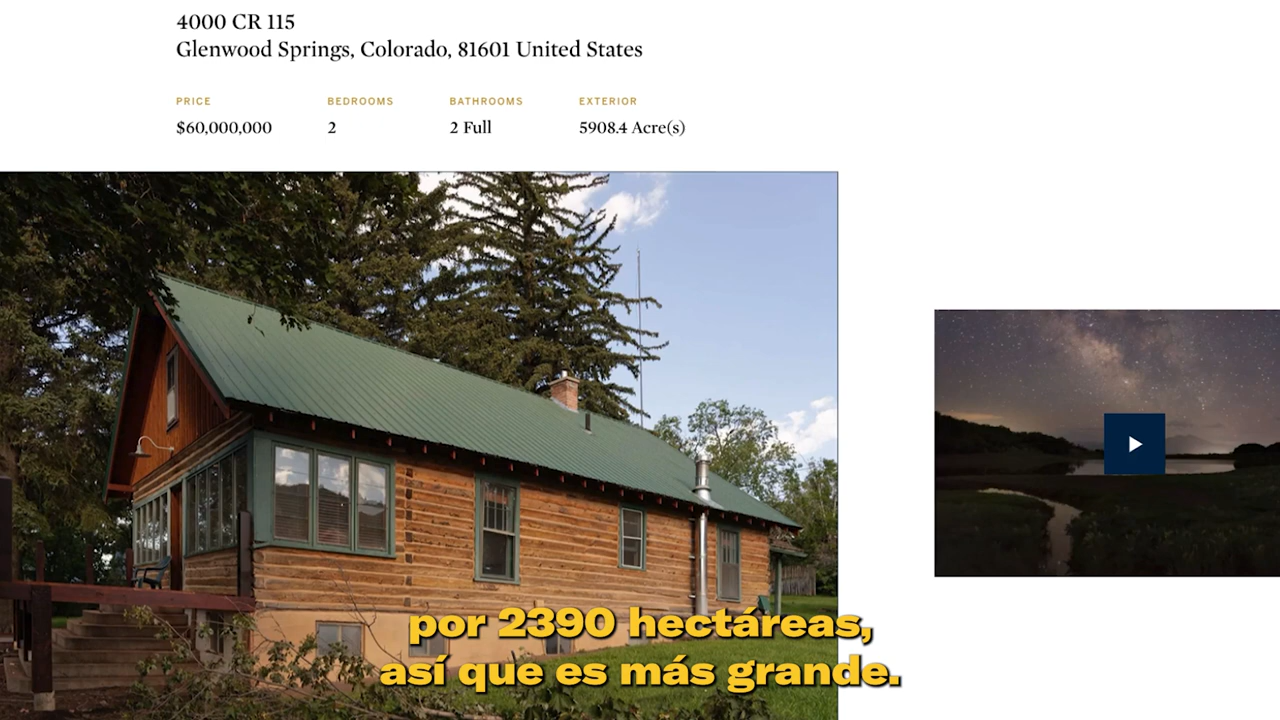 4000 CR 115
Glenwood Springs, Colorado, 81601 United States
PRICE BEDROOMS BATHROOMS EXTERIOR
$60,000,000 2 2 Full 5908.4 Acre(s)
por 2390 hectáreas,
así que es más grande.